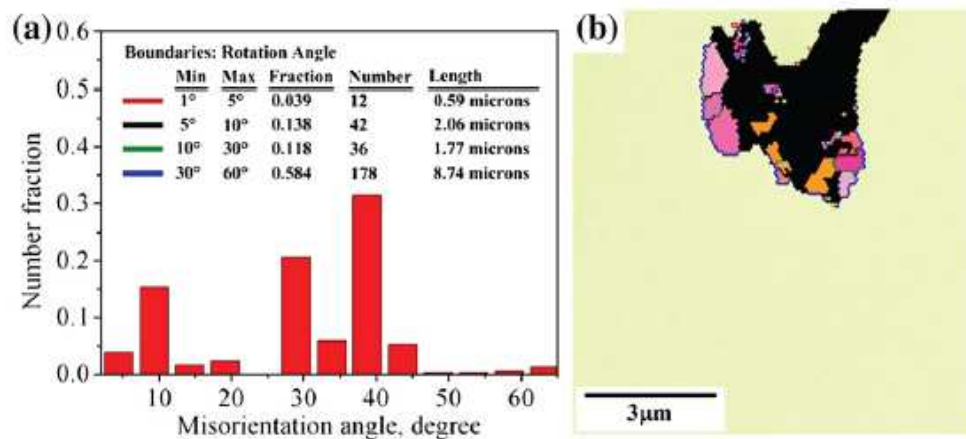 (a)
Number fraction
0.6
0.5
0.4
0.3
0.2
0.1
0.0
Boundaries: Rotation Angle
Min Max Fraction Number Length
1° 5° 0.039 12 0.59 microns
5° 10° 0.138 42 2.06 microns
10° 30° 0.118 36 1.77 microns
30° 60° 0.584 178 8.74 microns
10 20 30 40 50 60
Misorientation angle, degree
(b)
3μm